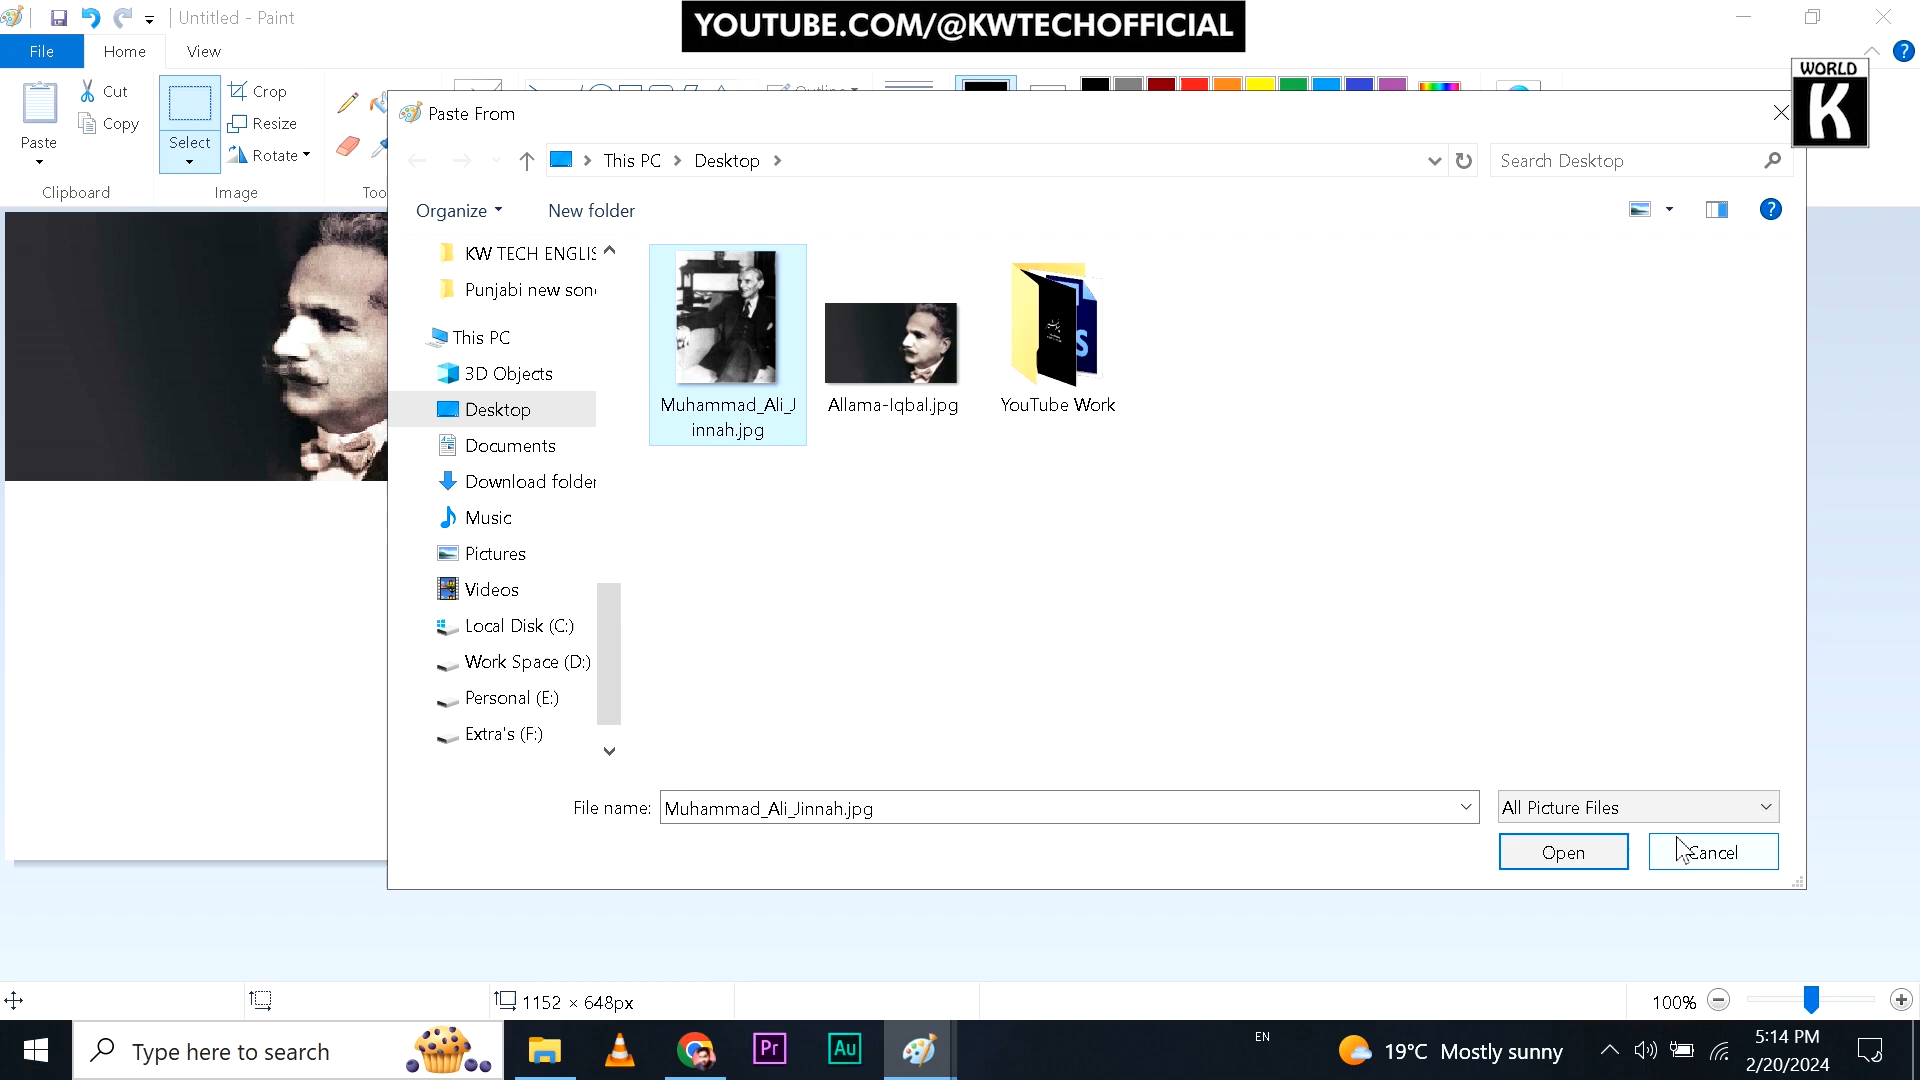 Untitled - Paint
YOUTUBE.COM/@KWTECHOFFICIAL
File
Home
View
WORLD
K
Paste
Cut
Copy
Clipboard
Select
Crop
Resize
Rotate
Image
Paste From
This PC
Desktop
Search Desktop
Organize
New folder
KW TECH ENGLIS
Punjabi new son
This PC
3D Objects
Desktop
Documents
Download folder
Music
Pictures
Videos
Local Disk (C:)
Work Space (D:)
Personal (E:)
Extra's (F:)
Muhammad_Ali_J
innah.jpg
Allama-Iqbal.jpg
YouTube Work
File name:
Muhammad_Ali_Jinnah.jpg
All Picture Files
Open
Cancel
1152 × 648px
100%
Type here to search
Pr
Au
EN
19°C Mostly sunny
5:14 PM
2/20/2024